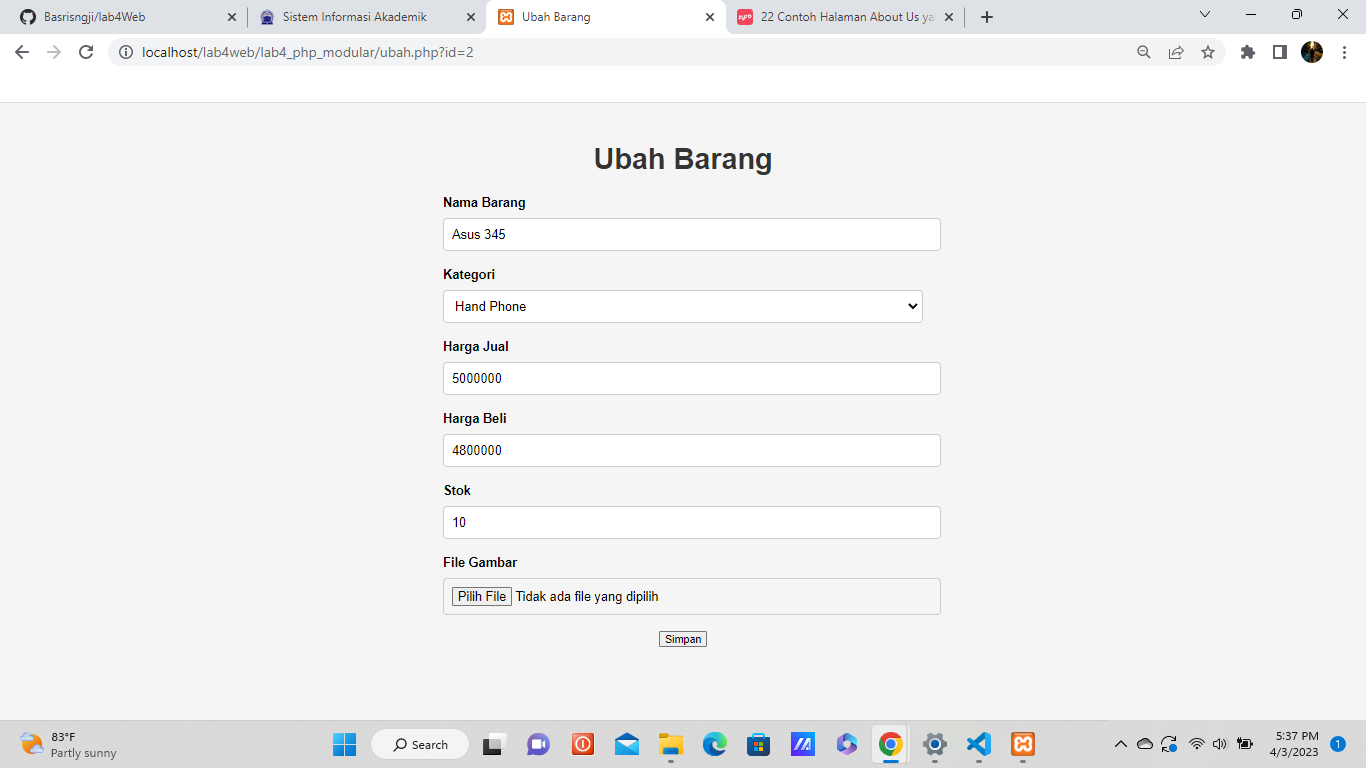 Basrisngji/lab4Web
Sistem Informasi Akademik
Ubah Barang
zyro
22 Contoh Halaman About Us ya
localhost/lab4web/lab4_php_modular/ubah.php?id=2
Ubah Barang
Nama Barang
Asus 345
Kategori
Hand Phone
Harga Jual
5000000
Harga Beli
4800000
Stok
10
File Gambar
Pilih File Tidak ada file yang dipilih
Simpan
83°F
Partly sunny
Search
5:37 PM
4/3/2023
1